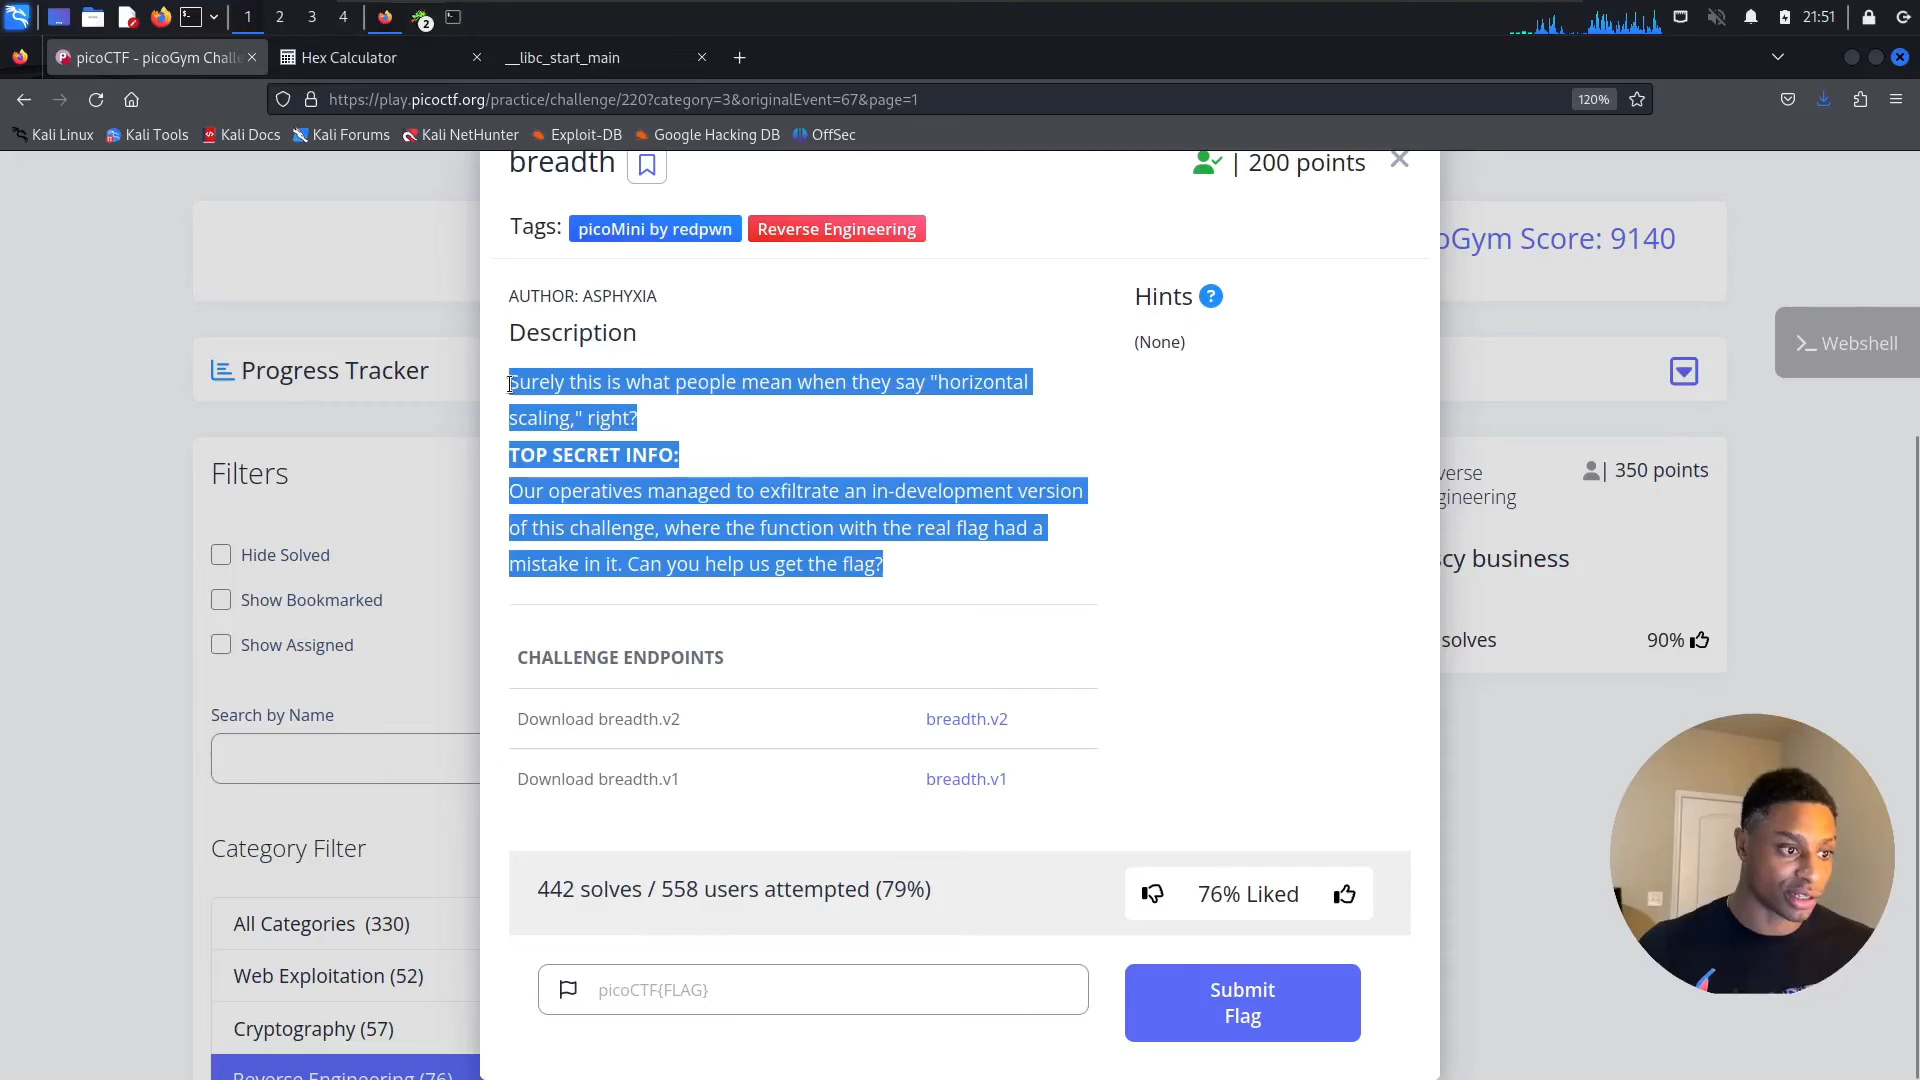 1 2 3 4 2 21:51
picoCTF - picoGym Chall
Hex Calculator
__libc_start_main
https://play.picoctf.org/practice/challenge/220?category=3&originalEvent=67&page=1
120%
Kali Linux Kali Tools Kali Docs Kali Forums Kali NetHunter Exploit-DB Google Hacking DB OffSec
breadth
| 200 points
Tags: picoMini by redpwn Reverse Engineering
oGym Score: 9140
AUTHOR: ASPHYXIA
Description
Surely this is what people mean when they say "horizontal
scaling," right?
TOP SECRET INFO:
Our operatives managed to exfiltrate an in-development version
of this challenge, where the function with the real flag had a
mistake in it. Can you help us get the flag?
Hints ?
(None)
CHALLENGE ENDPOINTS
Download breadth.v2 breadth.v2
Download breadth.v1 breadth.v1
442 solves / 558 users attempted (79%)
76% Liked
picoCTF{FLAG}
Submit
Flag
Progress Tracker
Filters
Hide Solved
Show Bookmarked
Show Assigned
Search by Name
Category Filter
All Categories (330)
Web Exploitation (52)
Cryptography (57)
Reverse Engineering (76)
>_ Webshell
verse
gineering
| 350 points
cy business
solves
90%